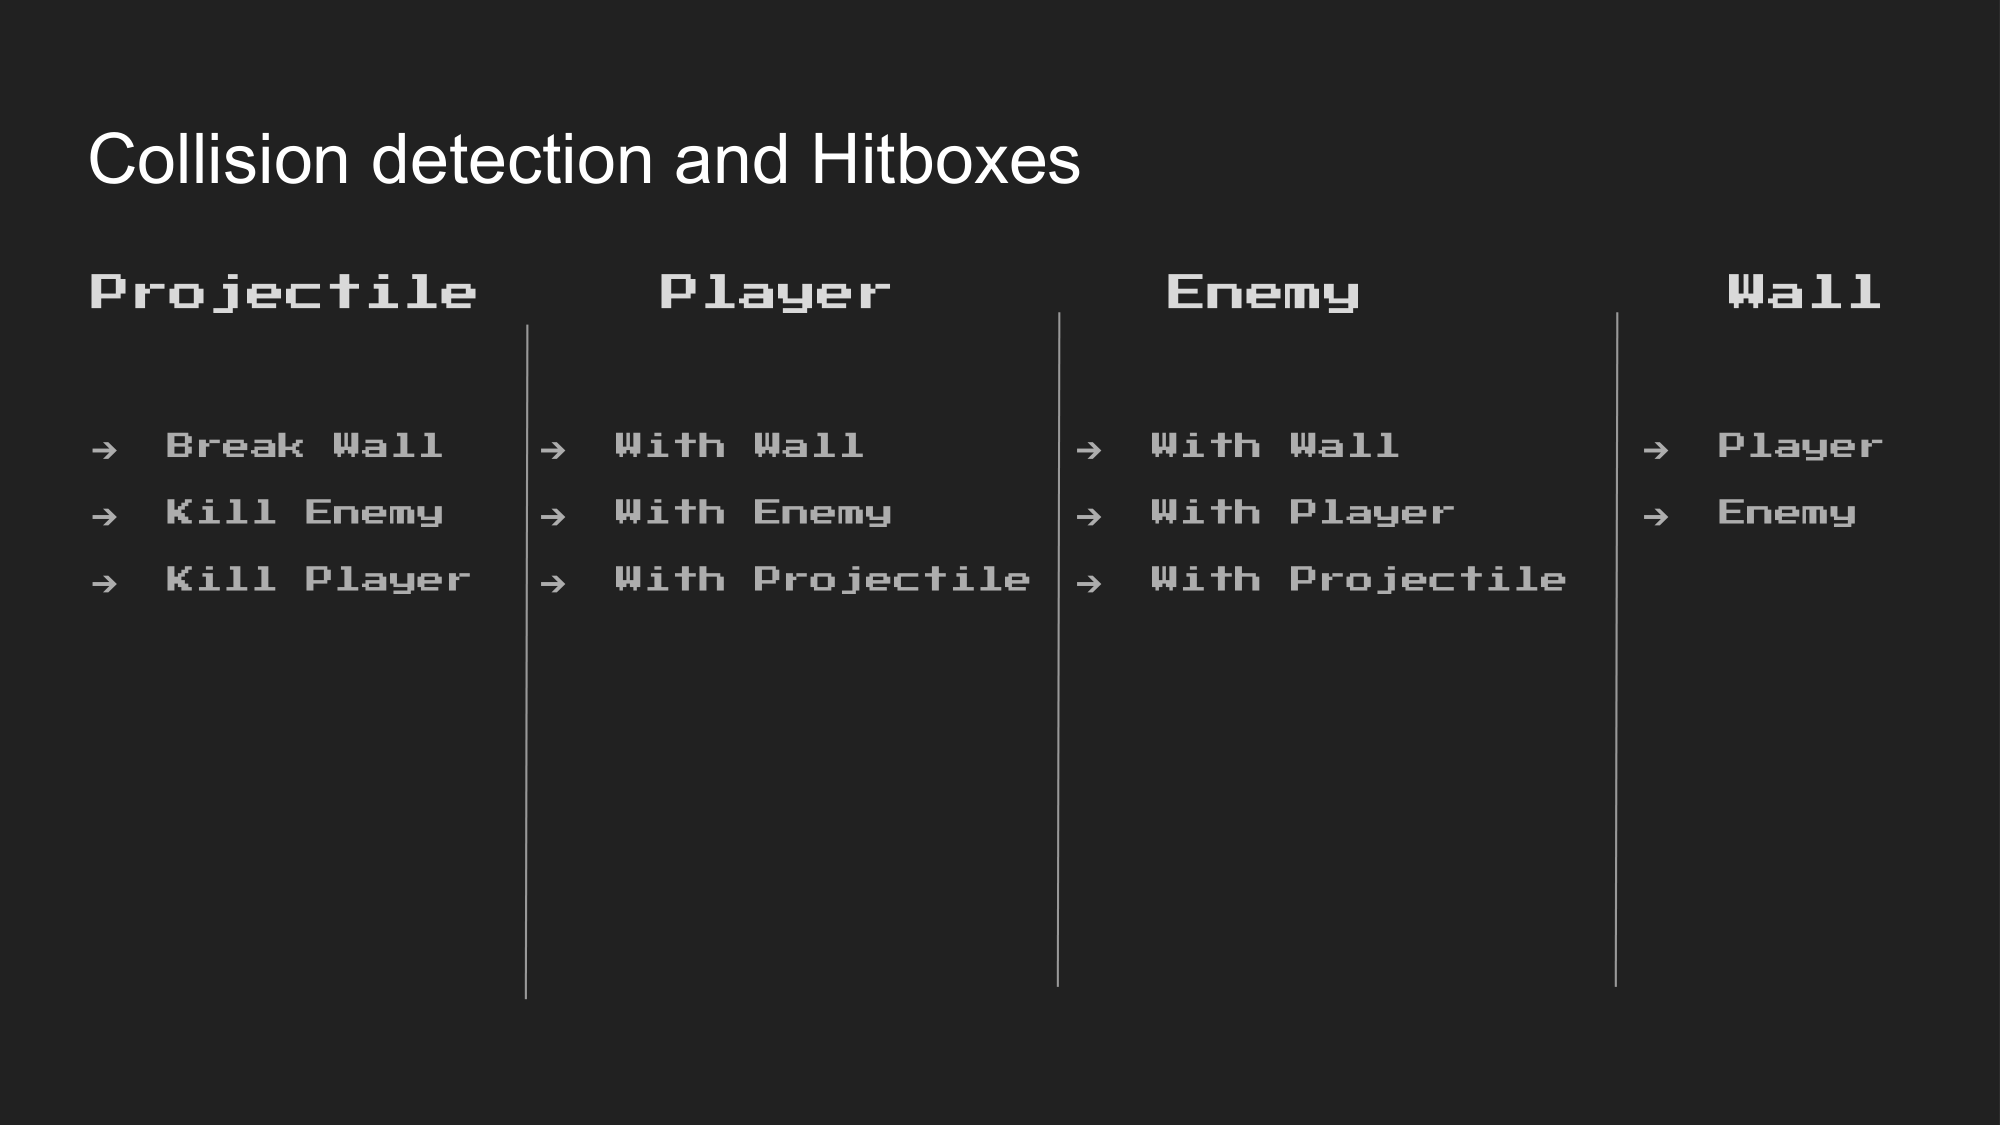 Collision detection and Hitboxes
Projectile
➔ Break Wall
➔ Kill Enemy
➔ Kill Player
Player
➔ With Wall
➔ With Enemy
➔ With Projectile
Enemy
➔ With Wall
➔ With Player
➔ With Projectile
Wall
➔ Player
➔ Enemy